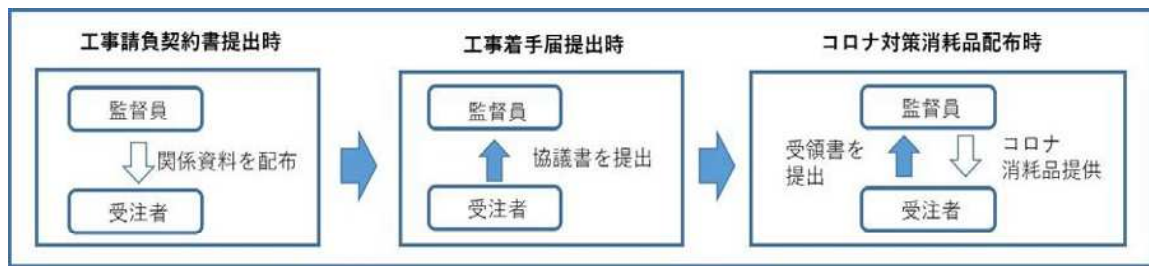 工事請負契約書提出時
監督員
関係資料を配布
受注者
工事着手届提出時
監督員
協議書を提出
受注者
コロナ対策消耗品配布時
監督員
受領書を
提出
コロナ
消耗品提供
受注者